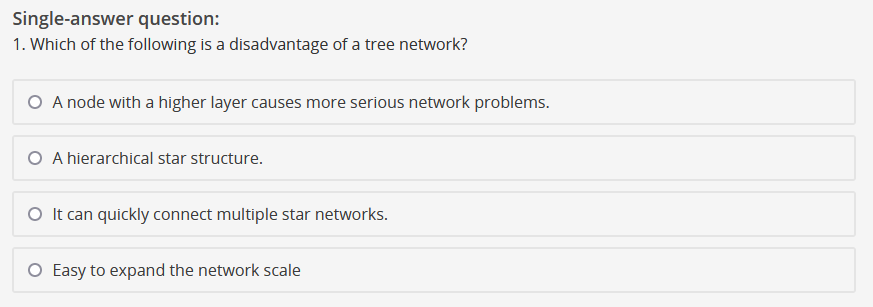 Single-answer question:
1. Which of the following is a disadvantage of a tree network?
A node with a higher layer causes more serious network problems.
A hierarchical star structure.
It can quickly connect multiple star networks.
Easy to expand the network scale